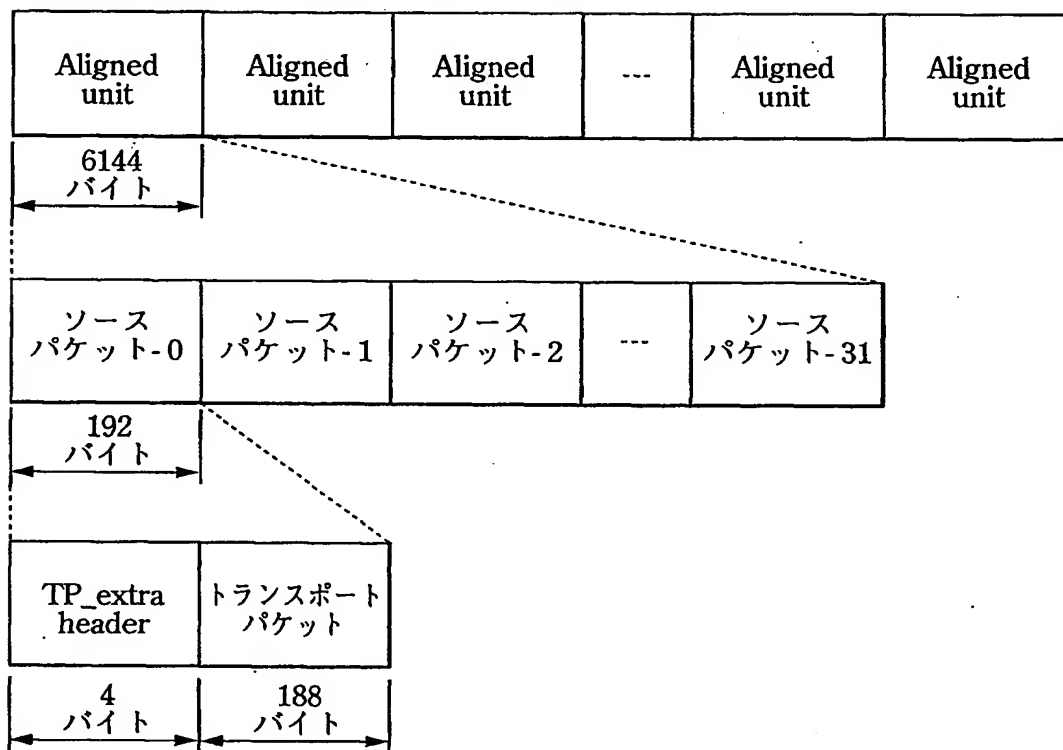 Aligned
unit
Aligned
unit
Aligned
unit
---
Aligned
unit
Aligned
unit
6144
バイト
ソース
パケット-0
ソース
パケット-1
ソース
パケット-2
---
ソース
パケット-31
192
バイト
TP_extra
header
トランスポート
パケット
4
バイト
188
バイト